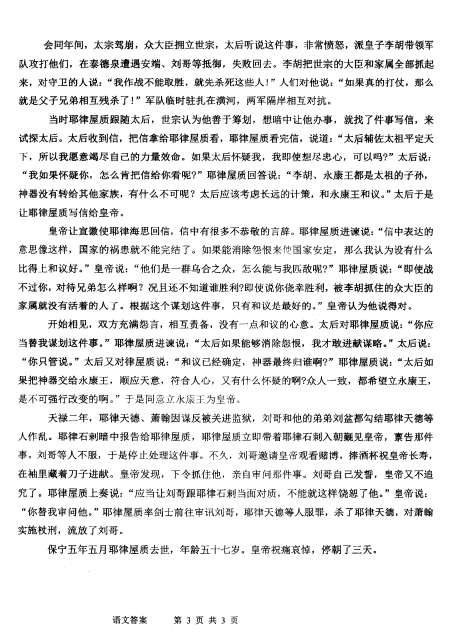 会同年间，太宗驾崩，众大臣拥立世宗，太后听说这件事，非常愤怒，派皇子李胡带领军
队攻打他们，在泰德泉遭遇安端、刘哥等抵御，失败回去。李胡把世宗的大臣和家属全部抓起
来，对守卫的人说：“我作战不能取胜，就先杀死这些人！”人们对他说：“如果真的打仗，那么
就是父子兄弟相互残杀了！”军队临时驻扎在潢河，两军隔岸相互对抗。
当时耶律屋质跟随太后，世宗认为他善于筹划，想暗中让他办事，就找了件事写信，来
试探太后。太后收到信，把信拿给耶律屋质看，耶律屋质看完信，说道：“太后辅佐太祖平定天
下，所以我愿意竭尽自己的力量效命。如果太后怀疑我，我即使想尽忠心，可以吗？”太后说：
“我如果怀疑你，怎么肯把信给你看呢？”耶律屋质回答说：“李胡、永康王都是太祖的子孙，
神器没有转给其他家族，有什么不可呢？太后应该考虑长远的计策，和永康王和议。”太后于是
让耶律屋质写信给皇帝。
皇帝让宣徽使耶律海思回信，信中有很多不恭敬的言辞。耶律屋质进谏说：“信中表达的
意思像这样，国家的祸患就不能完结了。如果能消除怨恨来使国家安定，那么我认为没有什么
比得上和议好。”皇帝说：“他们是一群乌合之众，怎么能与我匹敌呢？”耶律屋质说：“即使战
不过你，对待兄弟怎么样啊？况且还不知道谁胜利?即使说你侥幸胜利，被李胡抓住的众大臣的
家属就没有活着的人了。根据这个谋划这件事，只有和议是最好的。”皇帝认为他说得对。
开始相见，双方充满怨言，相互责备，没有一点和议的心意。太后对耶律屋质说：“你应
当替我谋划这件事。”耶律屋质进谏说：“太后如果能够消除怨恨，我才敢进献谋略。”太后说：
“你只管说。”太后又对律屋质说：“和议已经确定，神器最终归谁啊?”耶律屋质说：“太后如
果把神器交给永康王，顺应天意，符合人心，又有什么怀疑的啊?众人一致，都希望立永康王，
是不可强行改变的啊。”于是同意立永康王为皇帝。
天禄二年，耶律天德、萧翰因谋反被关进监狱，刘哥和他的弟弟刘盆都勾结耶律天德等
人作乱。耶律石剌暗中报告给耶律屋质，耶律屋质立即带着耶律石剌入朝觐见皇帝，禀告那件
事，刘哥等人不服，于是停止处理这件事。不久，刘哥邀请皇帝观看赌博，捧酒杯祝皇帝长寿，
在袖里藏着刀子进献。皇帝发现，下令抓住他，亲自审问那件事。刘哥自己发誓，皇帝又不追
究了。耶律屋质上奏说：“应当让刘哥跟耶律石剌当面对质，不能就这样饶恕了他。”皇帝说：
“你替我审问他。”耶律屋质率剑士前往审讯刘哥，耶律天德等人服罪，杀了耶律天德，对萧翰
实施杖刑，流放了刘哥。
保宁五年五月耶律屋质去世，年龄五十七岁。皇帝祝痛哀悼，停朝了三天。
语文答案 第 3 页 共 3 页